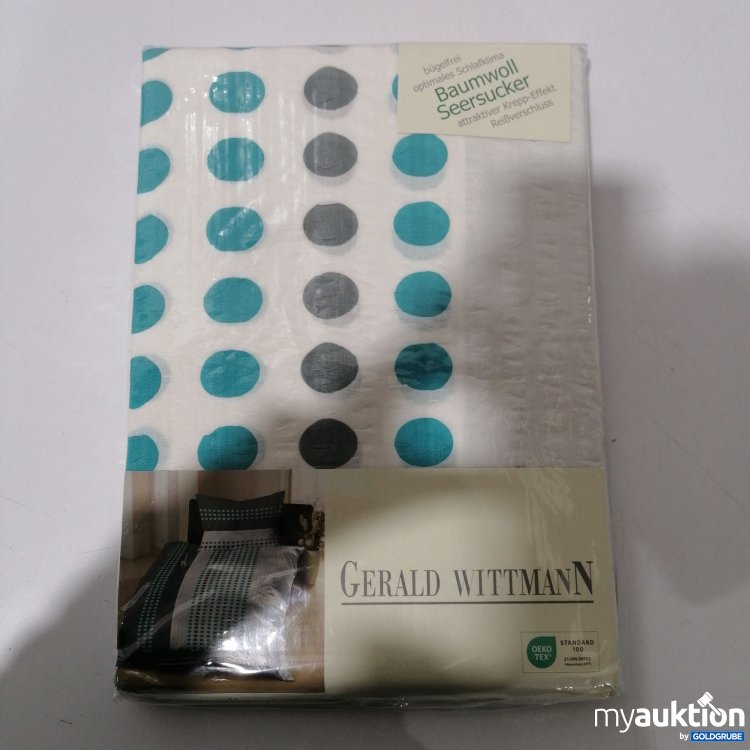 bügelfrei
optimales Schlafklima
Baumwoll
Seersucker
attraktiver Krepp-Effekt
Reißverschluss
GERALD WITTMANN
OEKO
TEX®
STANDARD
100
myauktion
by GOLDGRUBE